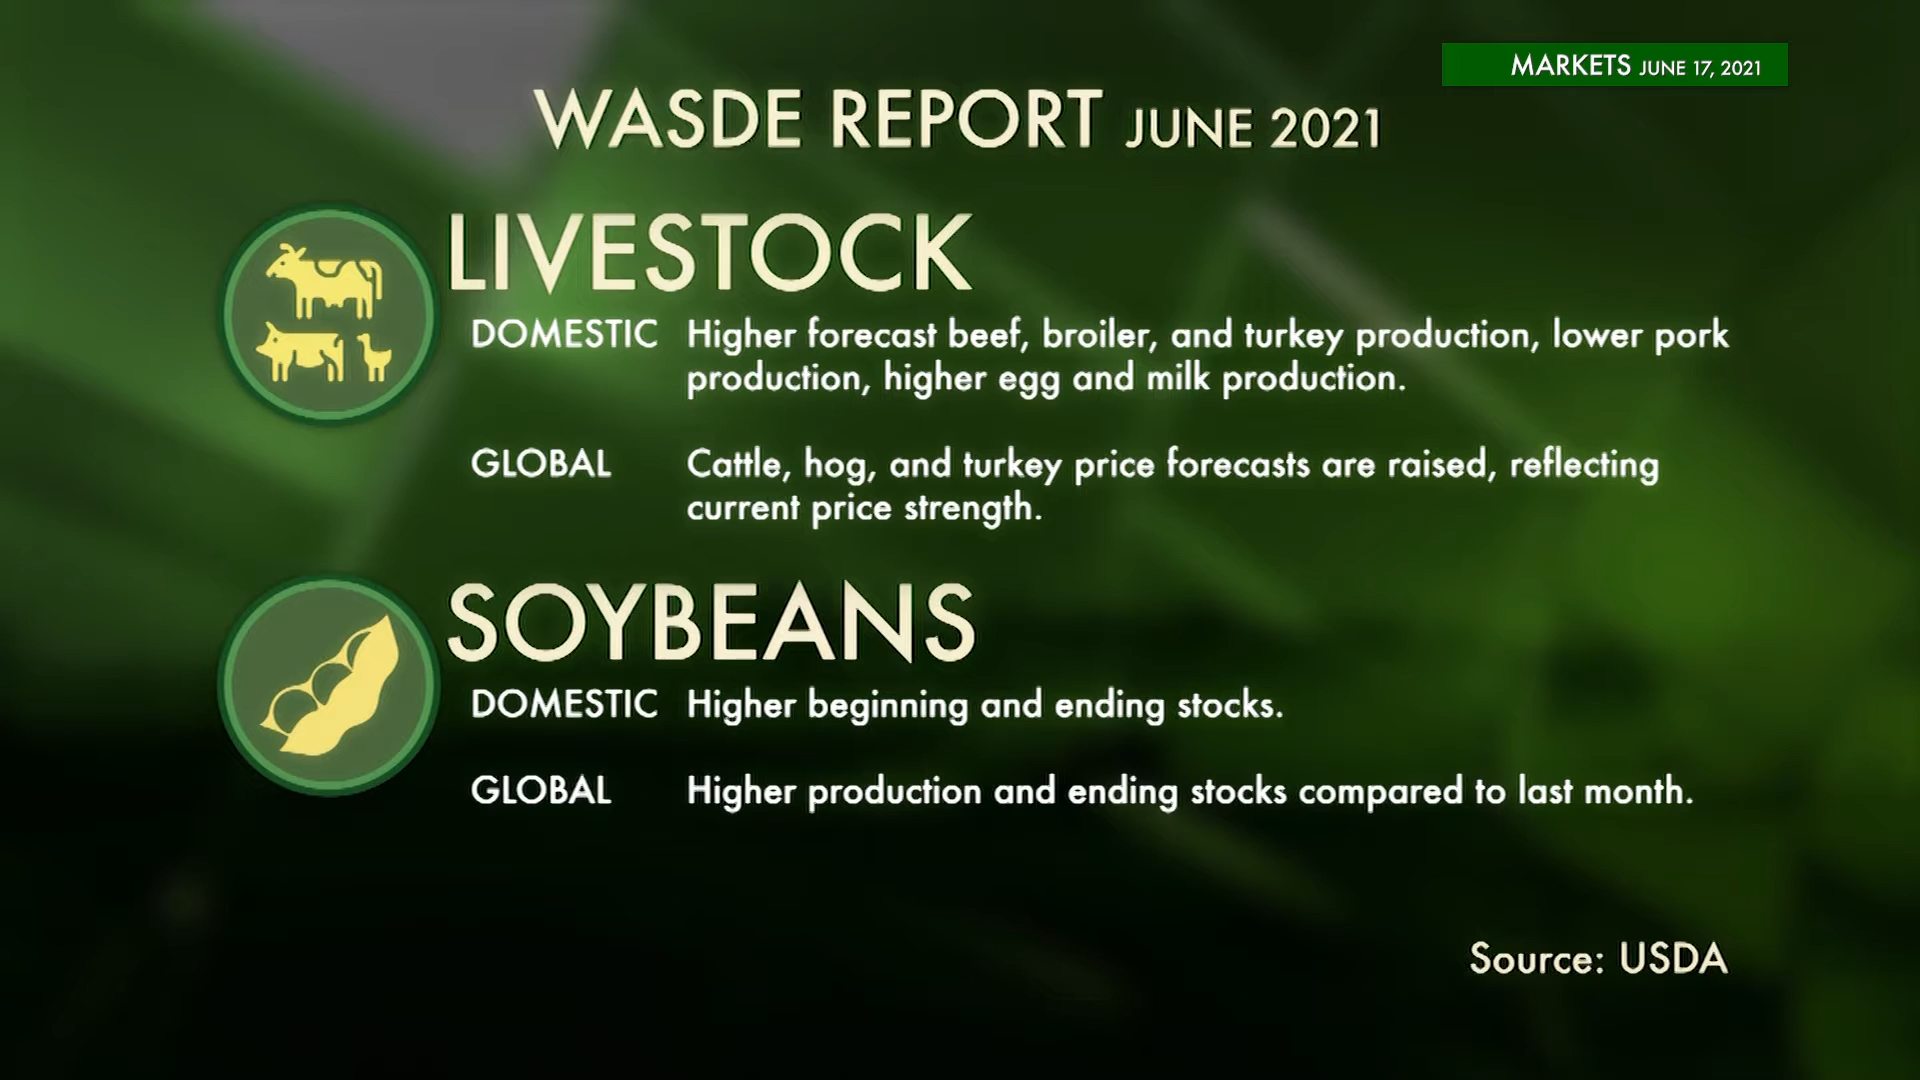 MARKETS JUNE 17, 2021
WASDE REPORT JUNE 2021
LIVESTOCK
DOMESTIC Higher forecast beef, broiler, and turkey production, lower pork
production, higher egg and milk production.
GLOBAL Cattle, hog, and turkey price forecasts are raised, reflecting
current price strength.
SOYBEANS
DOMESTIC Higher beginning and ending stocks.
GLOBAL Higher production and ending stocks compared to last month.
Source: USDA